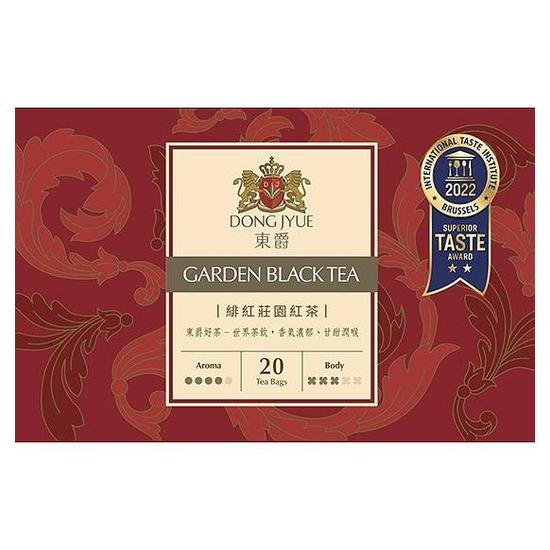 D J
DONG JYUE
東爵
GARDEN BLACK TEA
緋紅莊園紅茶
東爵好茶－世界茶飲，香氣濃郁、甘甜潤喉
Aroma
20
Tea Bags
Body
INTERNATIONAL TASTE INSTITUTE
2022
BRUSSELS
SUPERIOR
TASTE
AWARD